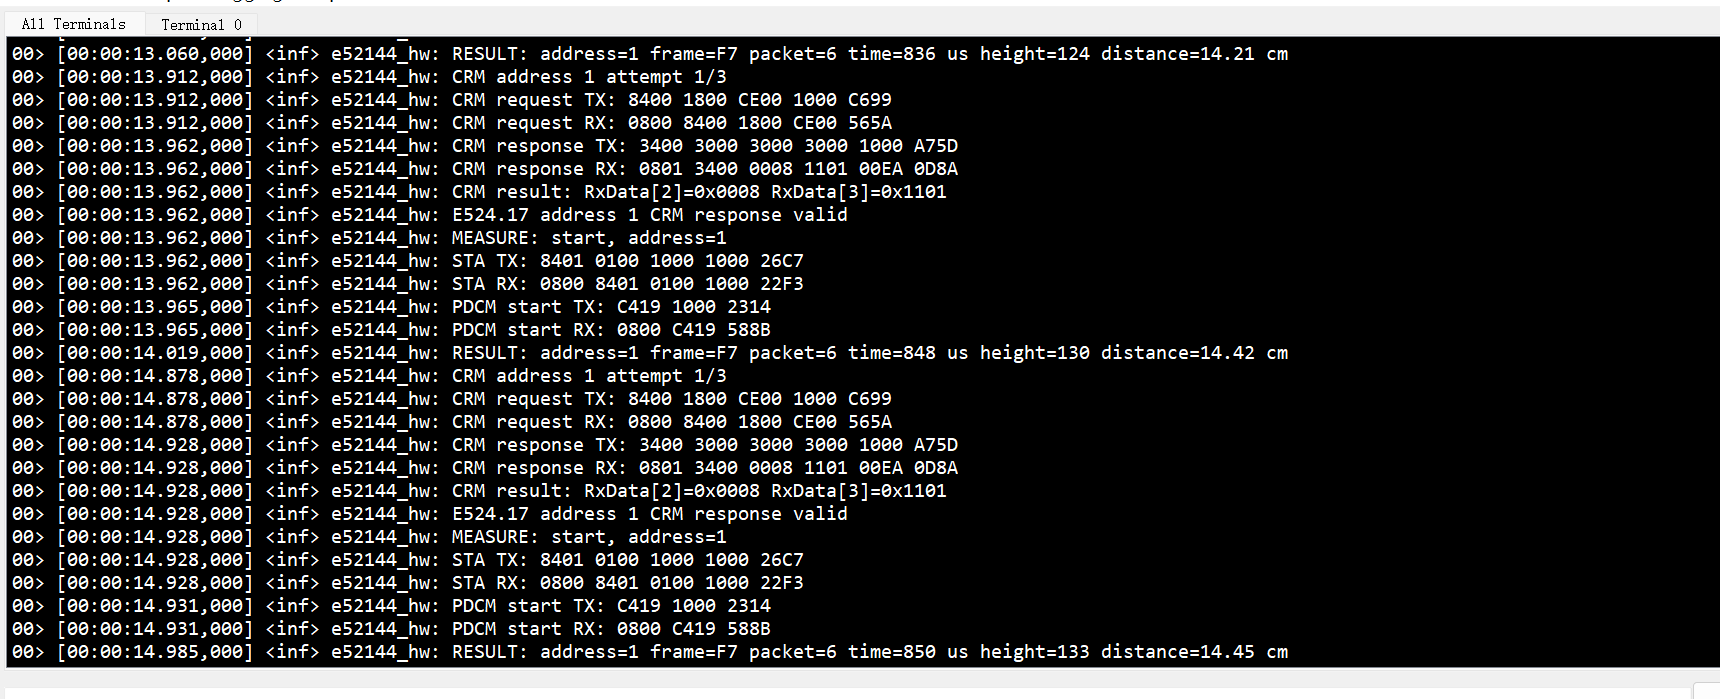 All Terminals Terminal 0
00> [00:00:13.060,000] <inf> e52144_hw: RESULT: address=1 frame=F7 packet=6 time=836 us height=124 distance=14.21 cm
00> [00:00:13.912,000] <inf> e52144_hw: CRM address 1 attempt 1/3
00> [00:00:13.912,000] <inf> e52144_hw: CRM request TX: 8400 1800 CE00 1000 C699
00> [00:00:13.912,000] <inf> e52144_hw: CRM request RX: 0800 8400 1800 CE00 565A
00> [00:00:13.962,000] <inf> e52144_hw: CRM response TX: 3400 3000 3000 3000 1000 A75D
00> [00:00:13.962,000] <inf> e52144_hw: CRM response RX: 0801 3400 0008 1101 00EA 0D8A
00> [00:00:13.962,000] <inf> e52144_hw: CRM result: RxData[2]=0x0008 RxData[3]=0x1101
00> [00:00:13.962,000] <inf> e52144_hw: E524.17 address 1 CRM response valid
00> [00:00:13.962,000] <inf> e52144_hw: MEASURE: start, address=1
00> [00:00:13.962,000] <inf> e52144_hw: STA TX: 8401 0100 1000 1000 26C7
00> [00:00:13.962,000] <inf> e52144_hw: STA RX: 0800 8401 0100 1000 22F3
00> [00:00:13.965,000] <inf> e52144_hw: PDCM start TX: C419 1000 2314
00> [00:00:13.965,000] <inf> e52144_hw: PDCM start RX: 0800 C419 588B
00> [00:00:14.019,000] <inf> e52144_hw: RESULT: address=1 frame=F7 packet=6 time=848 us height=130 distance=14.42 cm
00> [00:00:14.878,000] <inf> e52144_hw: CRM address 1 attempt 1/3
00> [00:00:14.878,000] <inf> e52144_hw: CRM request TX: 8400 1800 CE00 1000 C699
00> [00:00:14.878,000] <inf> e52144_hw: CRM request RX: 0800 8400 1800 CE00 565A
00> [00:00:14.928,000] <inf> e52144_hw: CRM response TX: 3400 3000 3000 3000 1000 A75D
00> [00:00:14.928,000] <inf> e52144_hw: CRM response RX: 0801 3400 0008 1101 00EA 0D8A
00> [00:00:14.928,000] <inf> e52144_hw: CRM result: RxData[2]=0x0008 RxData[3]=0x1101
00> [00:00:14.928,000] <inf> e52144_hw: E524.17 address 1 CRM response valid
00> [00:00:14.928,000] <inf> e52144_hw: MEASURE: start, address=1
00> [00:00:14.928,000] <inf> e52144_hw: STA TX: 8401 0100 1000 1000 26C7
00> [00:00:14.928,000] <inf> e52144_hw: STA RX: 0800 8401 0100 1000 22F3
00> [00:00:14.931,000] <inf> e52144_hw: PDCM start TX: C419 1000 2314
00> [00:00:14.931,000] <inf> e52144_hw: PDCM start RX: 0800 C419 588B
00> [00:00:14.985,000] <inf> e52144_hw: RESULT: address=1 frame=F7 packet=6 time=850 us height=133 distance=14.45 cm